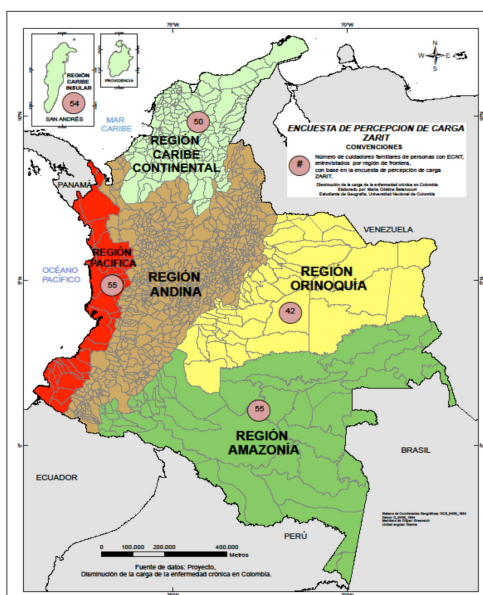 75°W
70°W
REGIÓN
CARIBE
INSULAR
54
SAN ANDRÉS
PROVIDENCIA
N
W
E
S
MAR
CARIBE
50
REGIÓN
CARIBE
CONTINENTAL
ENCUESTA DE PERCEPCION DE CARGA
ZARIT
CONVENCIONES
#
Número de cuidadores familiares de personas con ECNT,
entrevistados por región de frontera,
con base en la encuesta de percepción de carga
ZARIT.
Disminución de la carga de la enfermedad crónica en Colombia
Elaborado por: María Cristina Betancourt
Estudiante de Geografía, Universidad Nacional de Colombia
PANAMÁ
VENEZUELA
OCÉANO
PACÍFICO
REGIÓN
PACIFICA
55
REGIÓN
ANDINA
REGIÓN
ORINOQUÍA
42
55
REGIÓN
AMAZONÍA
ECUADOR
BRASIL
PERÚ
0
100.000
200.000
400.000
Metros
Fuente de datos: Proyecto,
Disminución de la carga de la enfermedad crónica en Colombia.
75°W
70°W